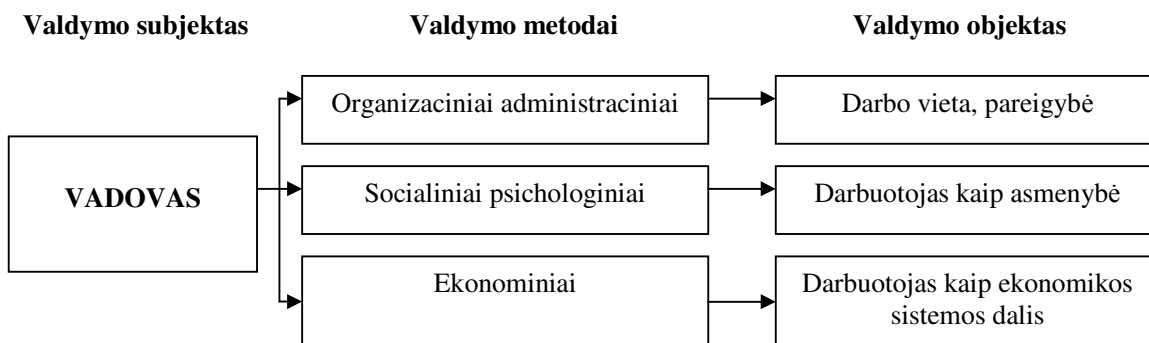 Valdymo subjektas
Valdymo metodai
Valdymo objektas
VADOVAS
Organizaciniai administraciniai
Darbo vieta, pareigybė
Socialiniai psichologiniai
Darbuotojas kaip asmenybė
Ekonominiai
Darbuotojas kaip ekonomikos
sistemos dalis